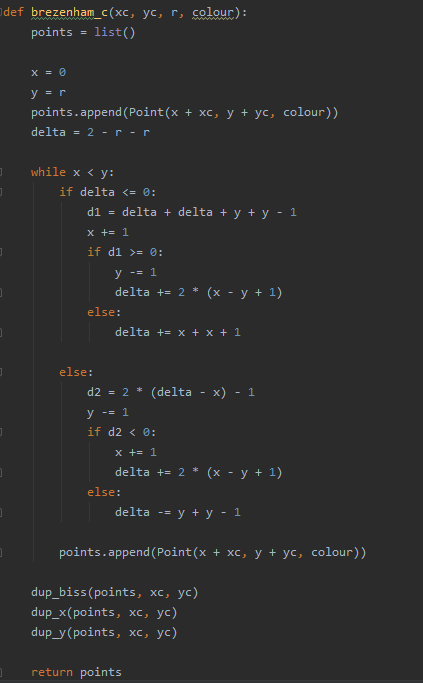 def brezenham_c(xc, yc, r, colour):
    points = list()

    x = 0
    y = r
    points.append(Point(x + xc, y + yc, colour))
    delta = 2 - r - r

    while x < y:
        if delta <= 0:
            d1 = delta + delta + y + y - 1
            x += 1
            if d1 >= 0:
                y -= 1
                delta += 2 * (x - y + 1)
            else:
                delta += x + x + 1

        else:
            d2 = 2 * (delta - x) - 1
            y -= 1
            if d2 < 0:
                x += 1
                delta += 2 * (x - y + 1)
            else:
                delta -= y + y - 1

        points.append(Point(x + xc, y + yc, colour))

    dup_biss(points, xc, yc)
    dup_x(points, xc, yc)
    dup_y(points, xc, yc)

    return points